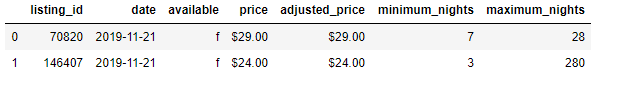 listing_id date available price adjusted_price minimum_nights maximum_nights
0 70820 2019-11-21 f $29.00 $29.00 7 28
1 146407 2019-11-21 f $24.00 $24.00 3 280